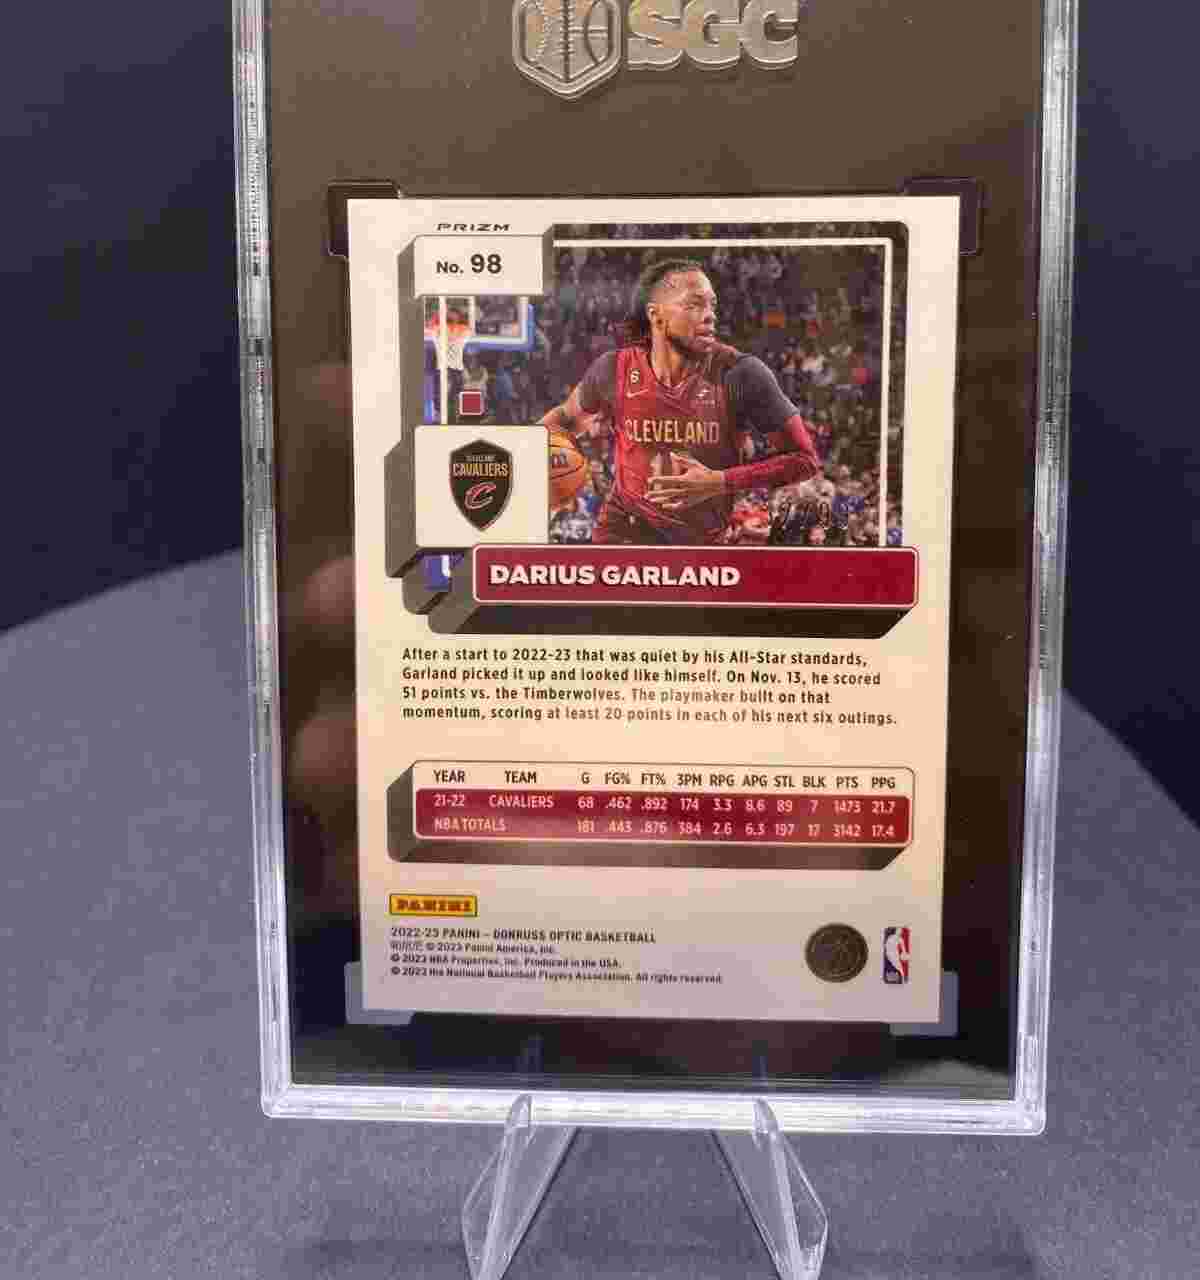 SGC
PRIZM
No. 98
6
CLEVELAND
CLEVELAND
CAVALIERS
C
DARIUS GARLAND
After a start to 2022-23 that was quiet by his All-Star standards,
Garland picked it up and looked like himself. On Nov. 13, he scored
51 points vs. the Timberwolves. The playmaker built on that
momentum, scoring at least 20 points in each of his next six outings.
YEAR TEAM G FG% FT% 3PM RPG APG STL BLK PTS PPG
21-22 CAVALIERS 68 .462 .892 174 3.3 8.6 89 7 1473 21.7
NBA TOTALS 181 .443 .876 384 2.6 6.3 197 17 3142 17.4
PANINI
2022-23 PANINI – DONRUSS OPTIC BASKETBALL
© 2023 Panini America, Inc.
© 2023 NBA Properties, Inc. Produced in the USA.
© 2023 the National Basketball Players Association. All rights reserved.